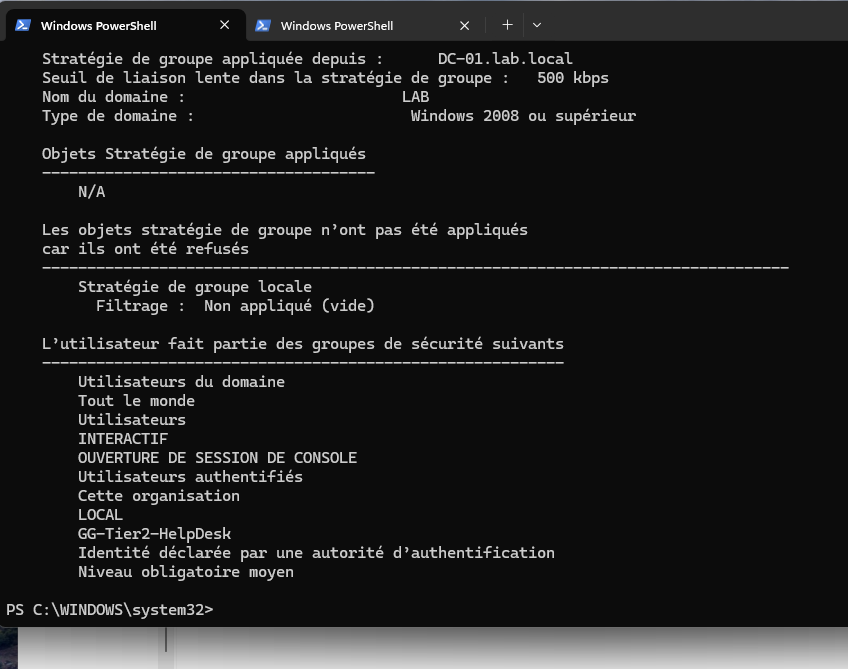 Windows PowerShell
Windows PowerShell
Stratégie de groupe appliquée depuis :      DC-01.lab.local
Seuil de liaison lente dans la stratégie de groupe :   500 kbps
Nom du domaine :                        LAB
Type de domaine :                        Windows 2008 ou supérieur
Objets Stratégie de groupe appliqués
-------------------------------------
N/A
Les objets stratégie de groupe n’ont pas été appliqués
car ils ont été refusés
-----------------------------------------------------------------------------------
Stratégie de groupe locale
Filtrage :  Non appliqué (vide)
L’utilisateur fait partie des groupes de sécurité suivants
----------------------------------------------------------
Utilisateurs du domaine
Tout le monde
Utilisateurs
INTERACTIF
OUVERTURE DE SESSION DE CONSOLE
Utilisateurs authentifiés
Cette organisation
LOCAL
GG-Tier2-HelpDesk
Identité déclarée par une autorité d’authentification
Niveau obligatoire moyen
PS C:\WINDOWS\system32>